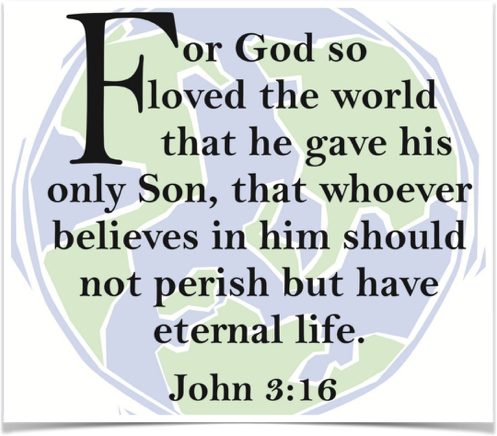 For God so
loved the world
that he gave his
only Son, that whoever
believes in him should
not perish but have
eternal life.
John 3:16